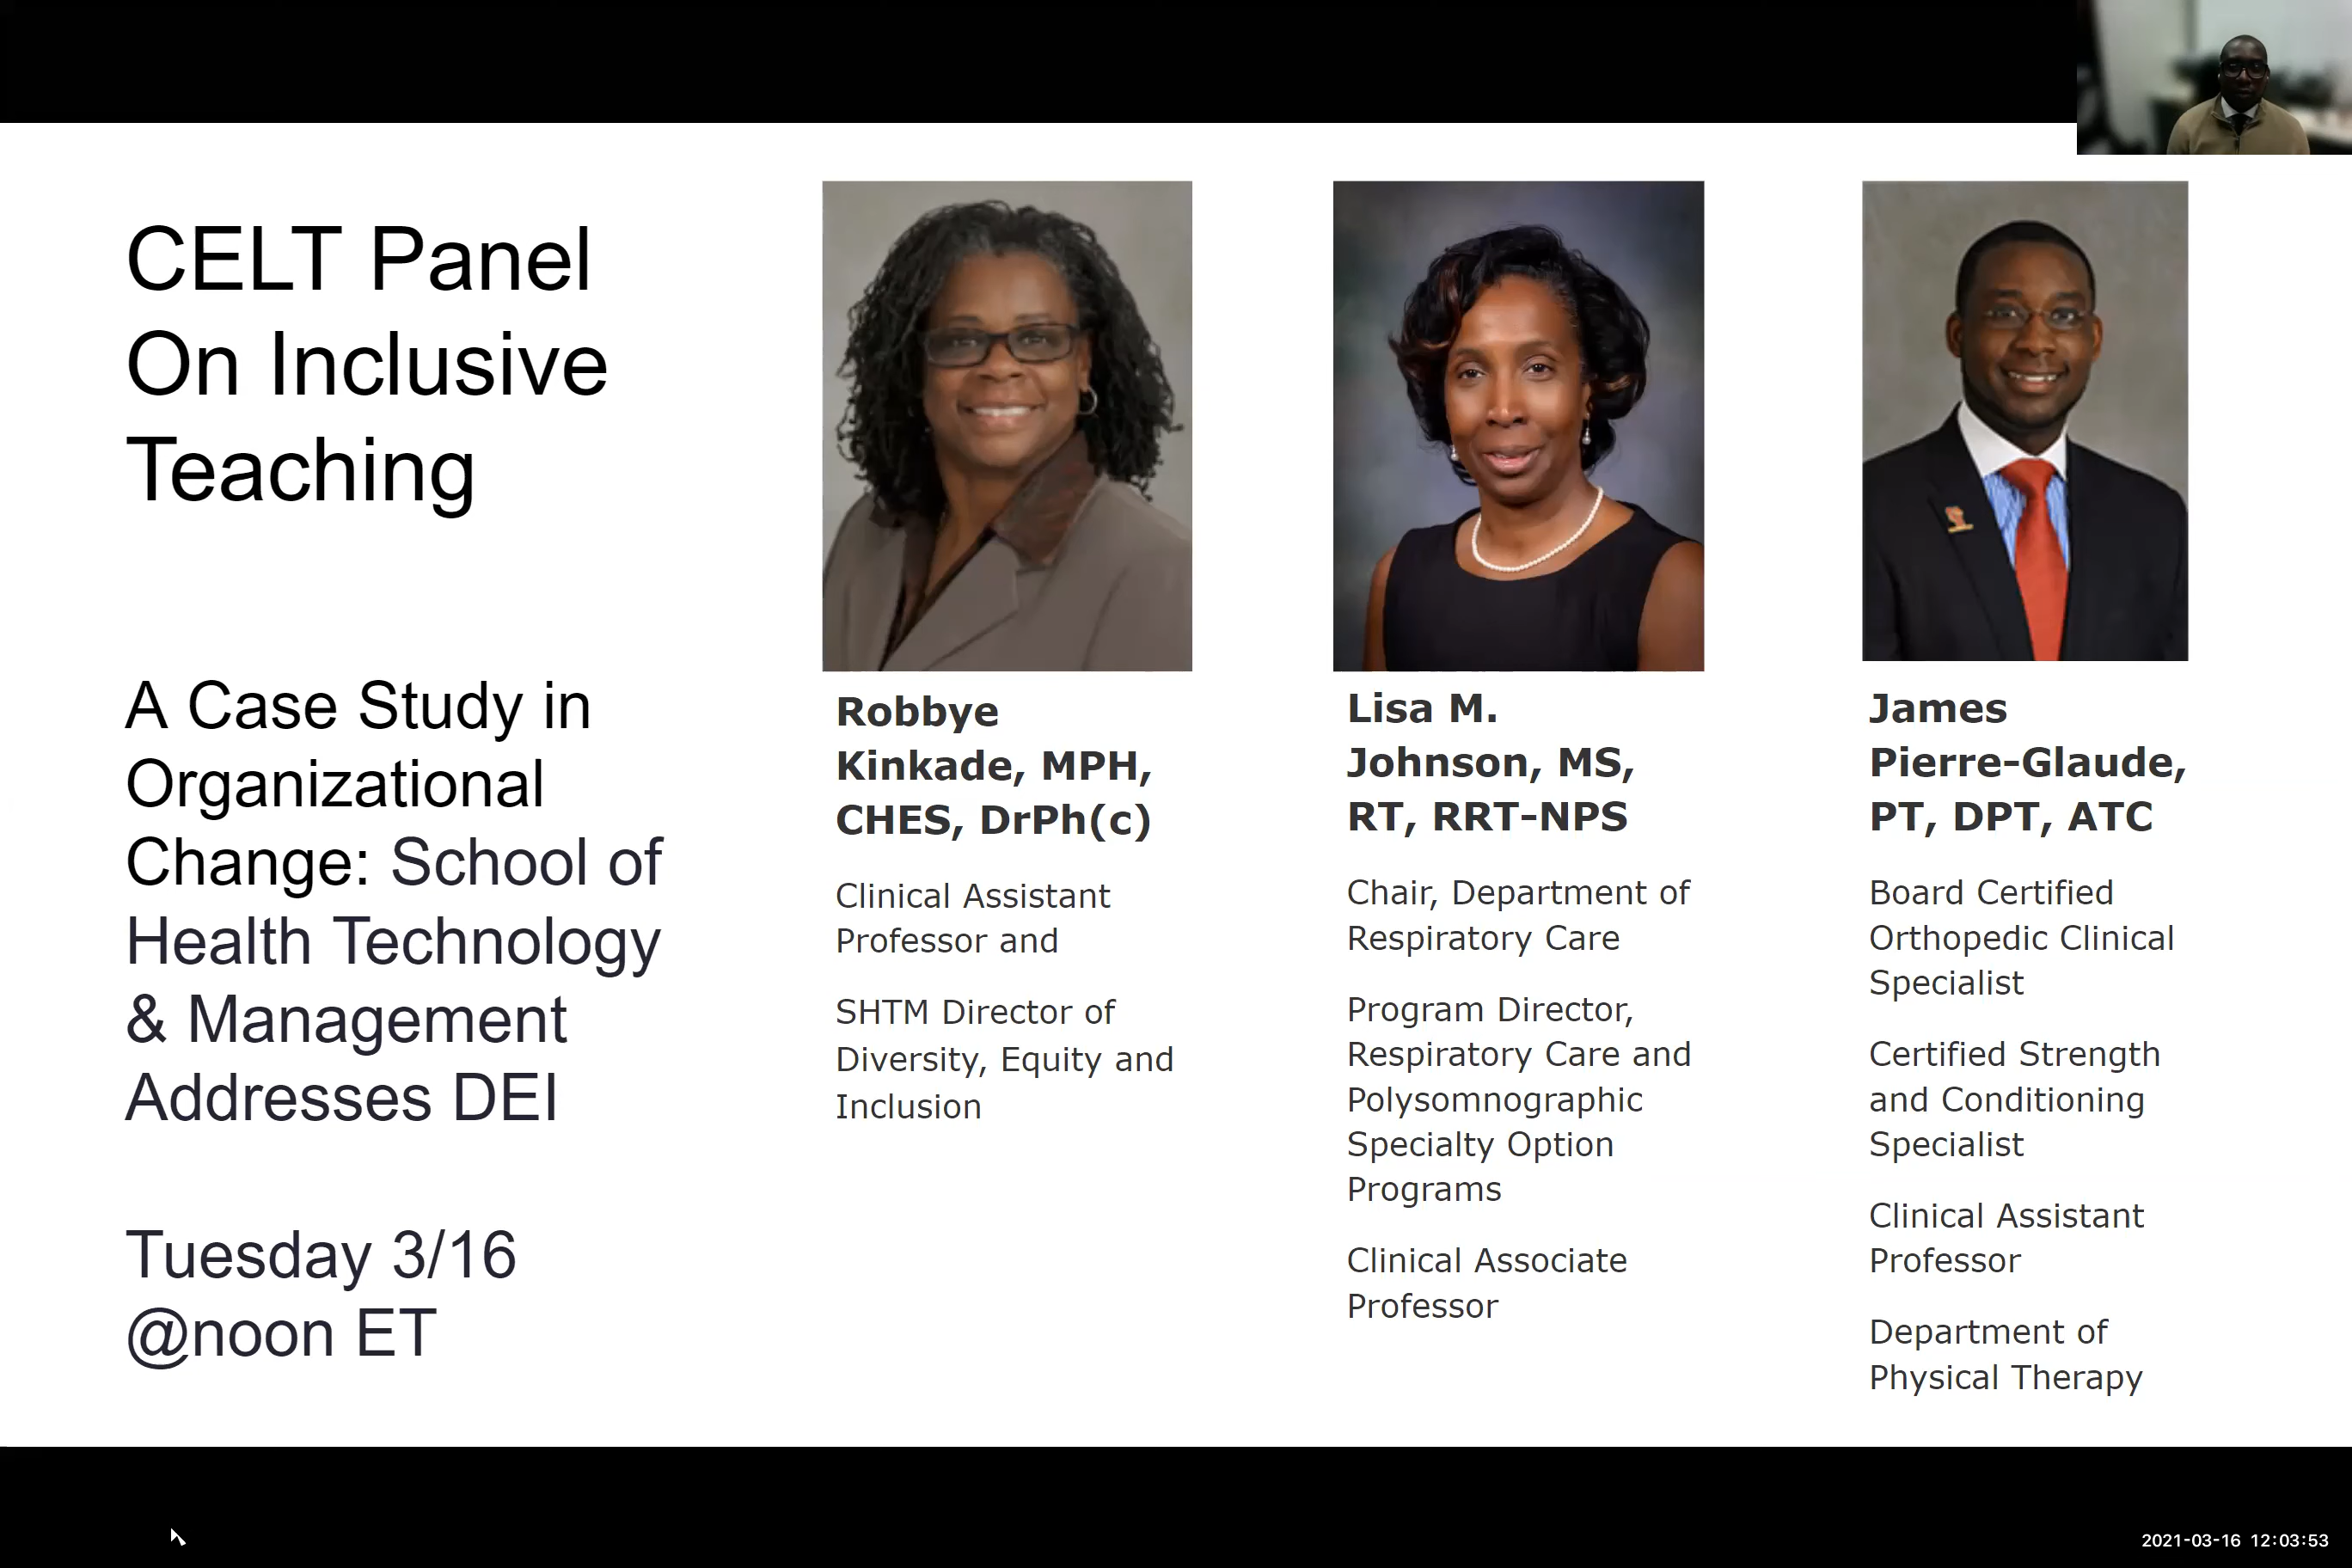 CELT Panel
On Inclusive
Teaching
A Case Study in
Organizational
Change: School of
Health Technology
& Management
Addresses DEI
Tuesday 3/16
@noon ET
Robbye
Kinkade, MPH,
CHES, DrPh(c)
Clinical Assistant
Professor and
SHTM Director of
Diversity, Equity and
Inclusion
Lisa M.
Johnson, MS,
RT, RRT-NPS
Chair, Department of
Respiratory Care
Program Director,
Respiratory Care and
Polysomnographic
Specialty Option
Programs
Clinical Associate
Professor
James
Pierre-Glaude,
PT, DPT, ATC
Board Certified
Orthopedic Clinical
Specialist
Certified Strength
and Conditioning
Specialist
Clinical Assistant
Professor
Department of
Physical Therapy
2021-03-16 12:03:53